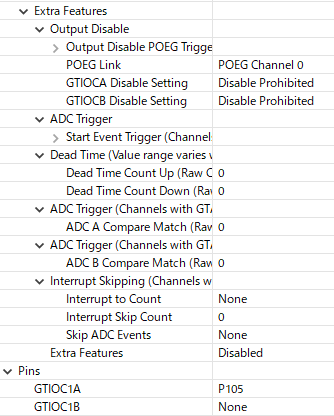 Extra Features
Output Disable
Output Disable POEG Trigge
POEG Link POEG Channel 0
GTIOCA Disable Setting Disable Prohibited
GTIOCB Disable Setting Disable Prohibited
ADC Trigger
Start Event Trigger (Channel
Dead Time (Value range varies w
Dead Time Count Up (Raw C 0
Dead Time Count Down (Rav 0
ADC Trigger (Channels with GTA
ADC A Compare Match (Raw 0
ADC Trigger (Channels with GTA
ADC B Compare Match (Raw 0
Interrupt Skipping (Channels w
Interrupt to Count None
Interrupt Skip Count 0
Skip ADC Events None
Extra Features Disabled
Pins
GTIOC1A P105
GTIOC1B None